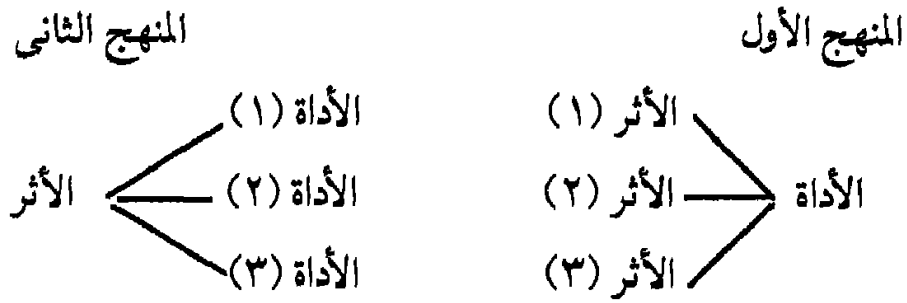 المنهج الأول
الأثر (١)
الأداة
الأثر (٢)
الأثر (٣)
المنهج الثانى
الأداة (١)
الأداة (٢)
الأثر
الأداة (٣)